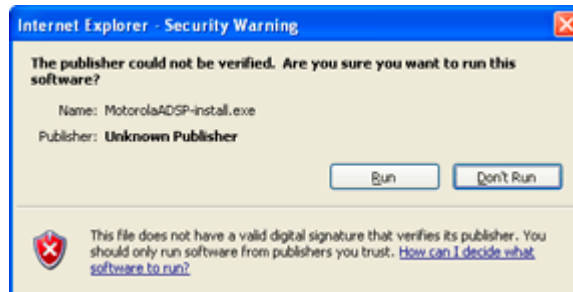 Internet Explorer - Security Warning
The publisher could not be verified. Are you sure you want to run this
software?
Name: MotorolaADSP-install.exe
Publisher: Unknown Publisher
Run Don't Run
This file does not have a valid digital signature that verifies its publisher. You
should only run software from publishers you trust. How can I decide what
software to run?